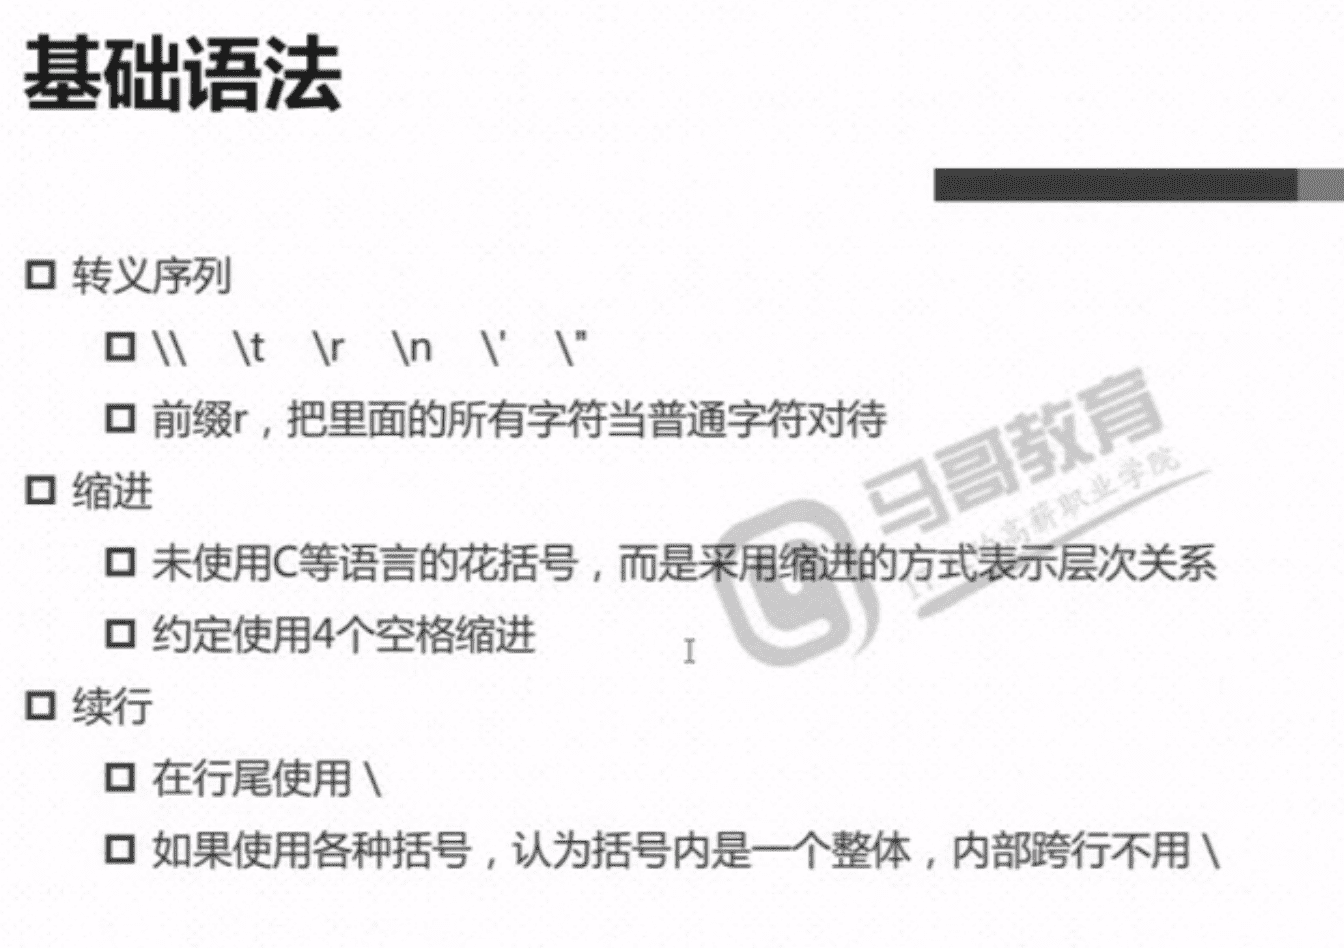 基础语法
转义序列
\\ \t \r \n \' \"
前缀r，把里面的所有字符当普通字符对待
缩进
未使用C等语言的花括号，而是采用缩进的方式表示层次关系
约定使用4个空格缩进
续行
在行尾使用 \
如果使用各种括号，认为括号内是一个整体，内部跨行不用 \
马哥教育
高薪职业学院